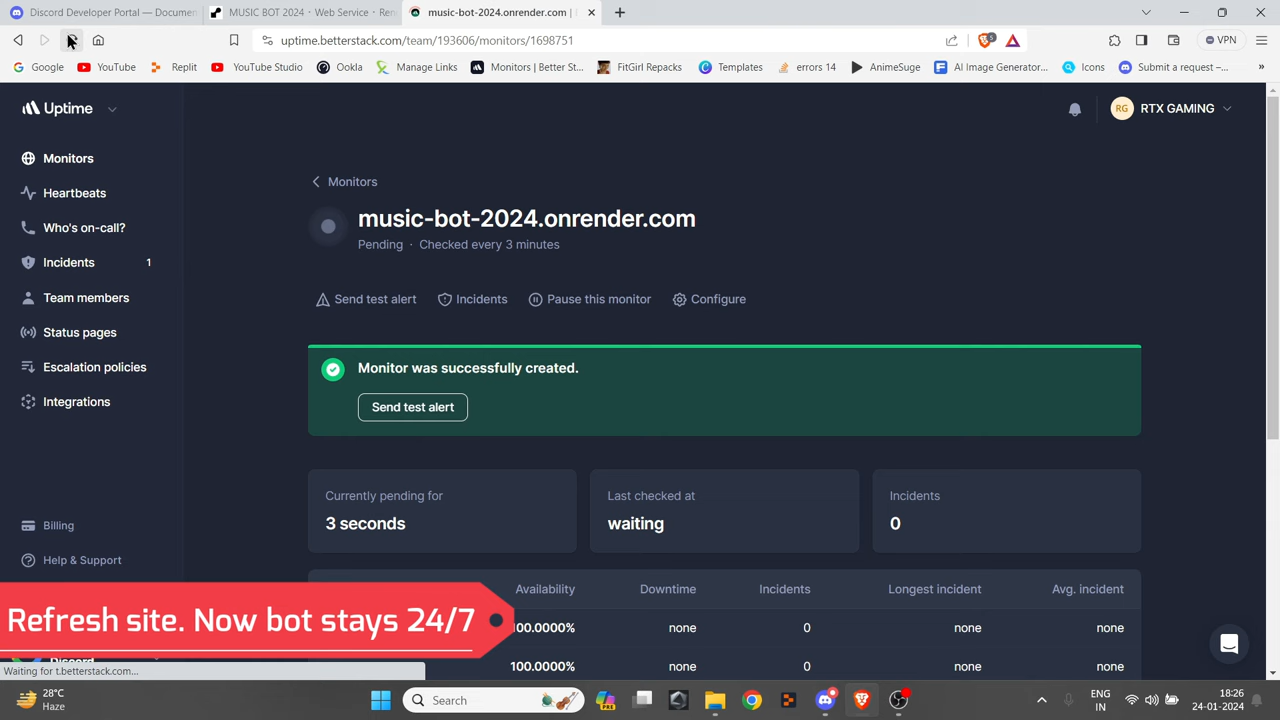 Discord Developer Portal — Documen
MUSIC BOT 2024 · Web Service · Ren
music-bot-2024.onrender.com |
uptime.betterstack.com/team/193606/monitors/1698751
5
VPN
Google
YouTube
Replit
YouTube Studio
Ookla
Manage Links
Monitors | Better St...
FitGirl Repacks
Templates
errors 14
AnimeSuge
AI Image Generator...
Icons
Submit a request –...
»
Uptime
RG
RTX GAMING
Monitors
Heartbeats
Who's on-call?
Incidents
1
Team members
Status pages
Escalation policies
Integrations
Billing
Help & Support
Monitors
music-bot-2024.onrender.com
Pending · Checked every 3 minutes
Send test alert
Incidents
Pause this monitor
Configure
Monitor was successfully created.
Send test alert
Currently pending for
3 seconds
Last checked at
waiting
Incidents
0
Availability
Downtime
Incidents
Longest incident
Avg. incident
100.0000%
none
0
none
none
100.0000%
none
0
none
none
Refresh site. Now bot stays 24/7
Discord
Waiting for t.betterstack.com...
28°C
Haze
Search
PRE
ENG
IN
18:26
24-01-2024